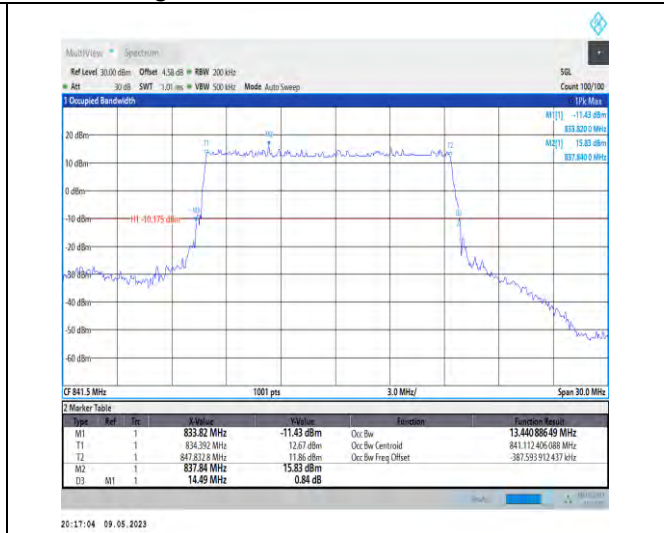 MultiView Spectrum
Ref Level 30.00 dBm Offset 4.58 dB RBW 200 kHz SGL
Att 30 dB SWT 1.01 ms VBW 500 kHz Mode Auto Sweep Count 100/100
1 Occupied Bandwidth 1Pk Max
M1[1] -11.43 dBm
833.820 0 MHz
M2[1] 15.83 dBm
837.840 0 MHz
20 dBm
M2
T1 T2
10 dBm
0 dBm
-10 dBm
H1 -10.175 dBm
-20 dBm
-30 dBm
-40 dBm
-50 dBm
-60 dBm
CF 841.5 MHz 1001 pts 3.0 MHz/ Span 30.0 MHz
2 Marker Table
Type Ref Trc X-Value Y-Value Function Function Result
M1 1 833.82 MHz -11.43 dBm Occ Bw 13.440 886 49 MHz
T1 1 834.392 MHz 12.67 dBm Occ Bw Centroid 841.112 406 088 MHz
T2 1 847.832 8 MHz 11.86 dBm Occ Bw Freq Offset -387.593 912 437 kHz
M2 1 837.84 MHz 15.83 dBm
D3 M1 1 14.49 MHz 0.84 dB
20:17:04 09.05.2023